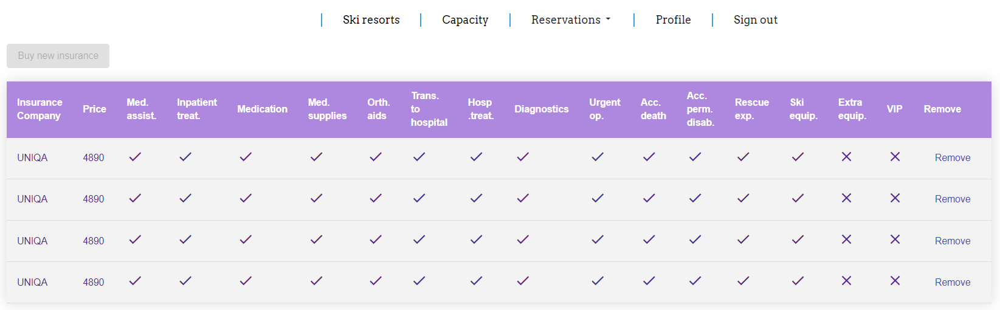 Ski resorts Capacity Reservations Profile Sign out
Buy new insurance
Insurance Company Price Med. assist. Inpatient treat. Medication Med. supplies Orth. aids Trans. to hospital Hosp .treat. Diagnostics Urgent op. Acc. death Acc. perm. disab. Rescue exp. Ski equip. Extra equip. VIP Remove
UNIQA 4890 Remove
UNIQA 4890 Remove
UNIQA 4890 Remove
UNIQA 4890 Remove